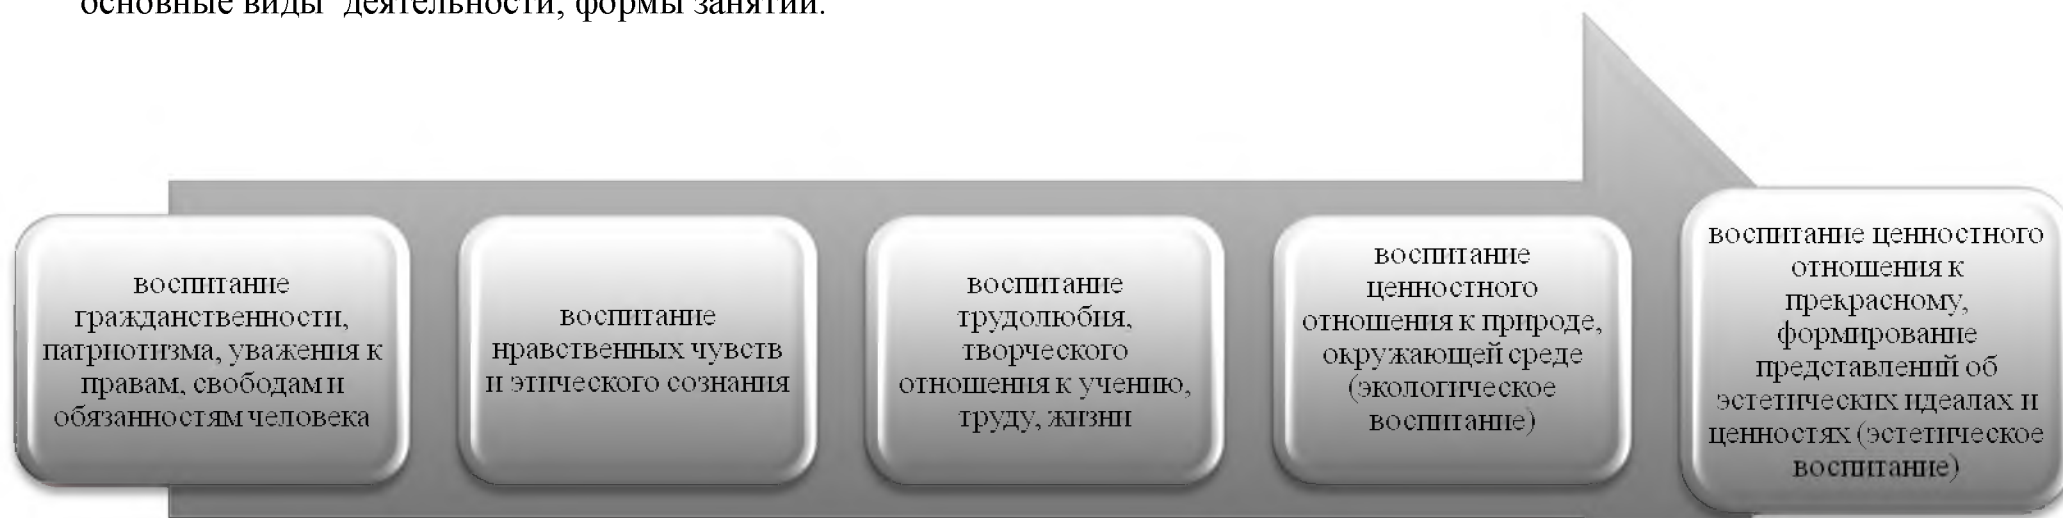 основные виды деятельности, формы занятий.
воспитание
гражданственности,
патриотизма, уважения к
правам, свободам и
обязанностям человека
воспитание
нравственных чувств
и этического сознания
воспитание
трудолюбия,
творческого
отношения к учению,
труду, жизни
воспитание
ценностного
отношения к природе,
окружающей среде
(экологическое
воспитание)
воспитание ценностного
отношения к
прекрасному,
формирование
представлений об
эстетических идеалах и
ценностях (эстетическое
воспитание)